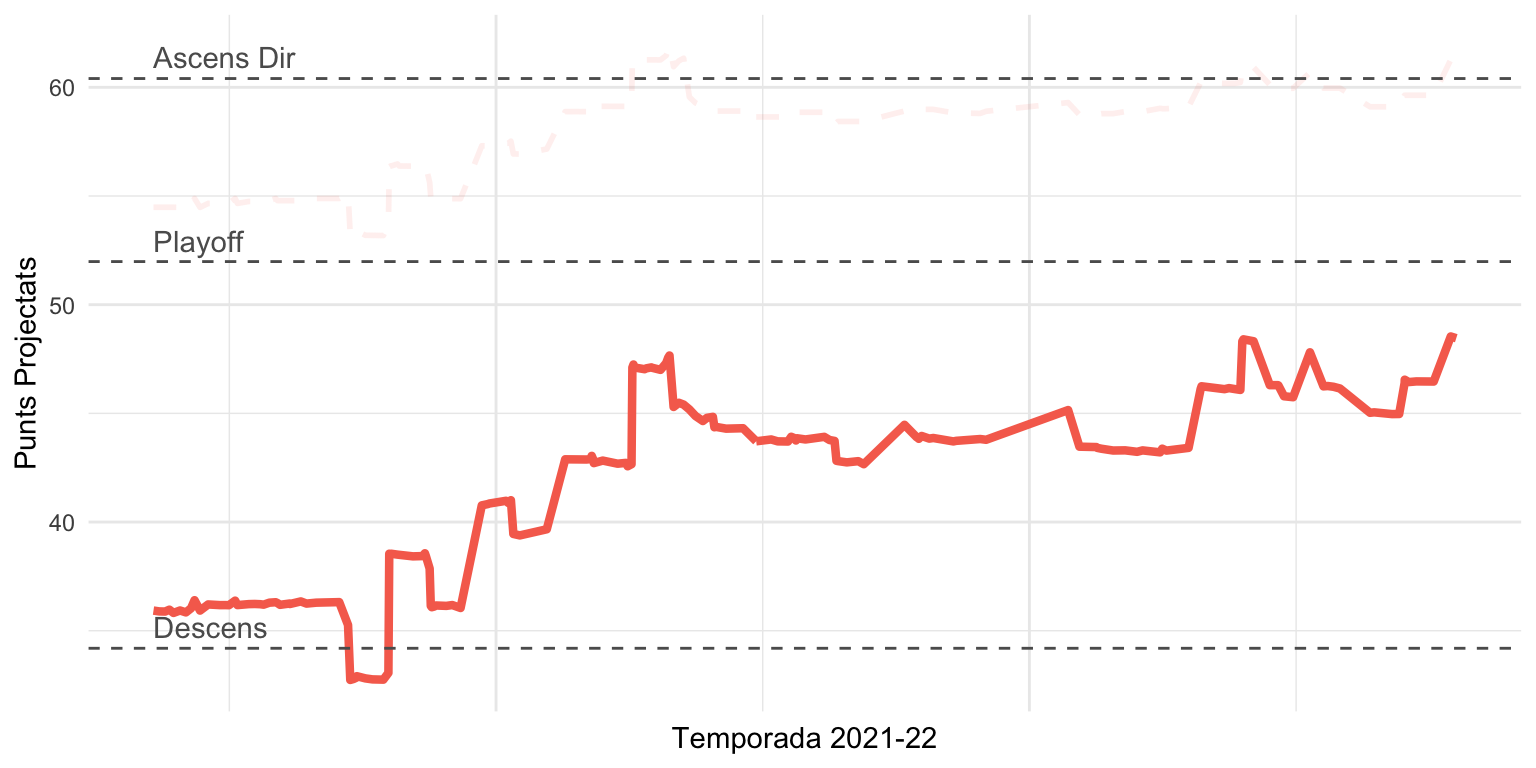 Ascens Dir
60
Playoff
50
Punts Projectats
40
Descens
Temporada 2021-22